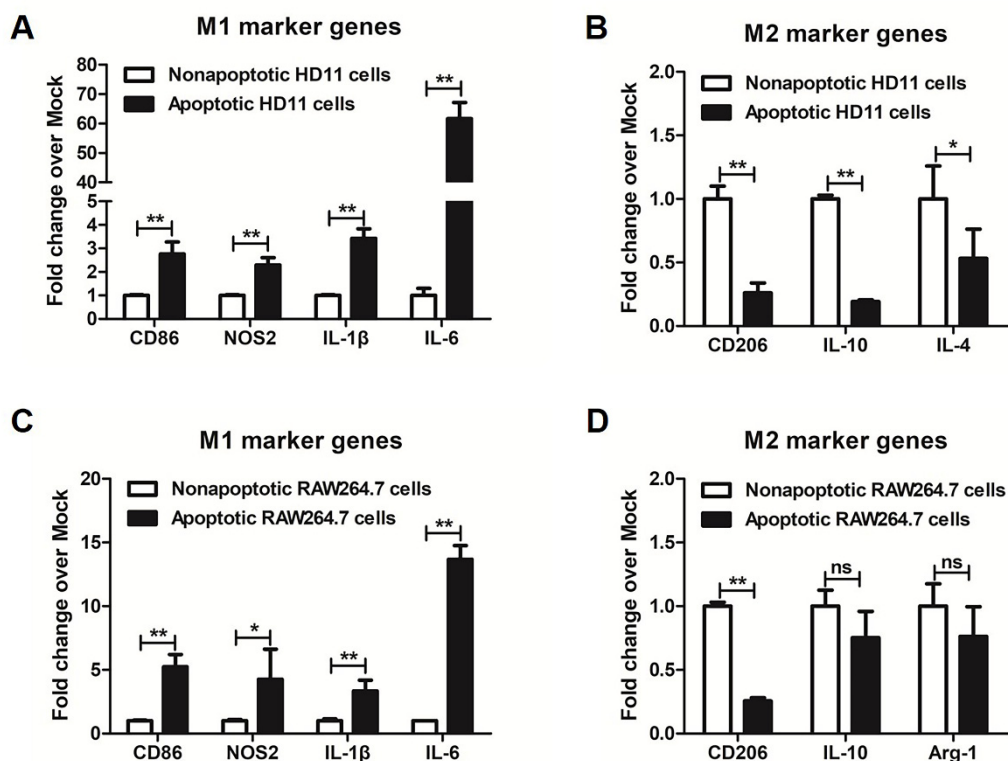 A
M1 marker genes
Nonapoptotic HD11 cells
Apoptotic HD11 cells
Fold change over Mock
80
70
60
50
40
30
5
4
3
2
1
0
**
**
**
**
CD86 NOS2 IL-1β IL-6
B
M2 marker genes
Nonapoptotic HD11 cells
Apoptotic HD11 cells
Fold change over Mock
2.0
1.5
1.0
0.5
0.0
**
**
*
CD206 IL-10 IL-4
C
M1 marker genes
Nonapoptotic RAW264.7 cells
Apoptotic RAW264.7 cells
Fold change over Mock
20
15
10
5
0
**
*
**
**
CD86 NOS2 IL-1β IL-6
D
M2 marker genes
Nonapoptotic RAW264.7 cells
Apoptotic RAW264.7 cells
Fold change over Mock
2.0
1.5
1.0
0.5
0.0
**
ns
ns
CD206 IL-10 Arg-1